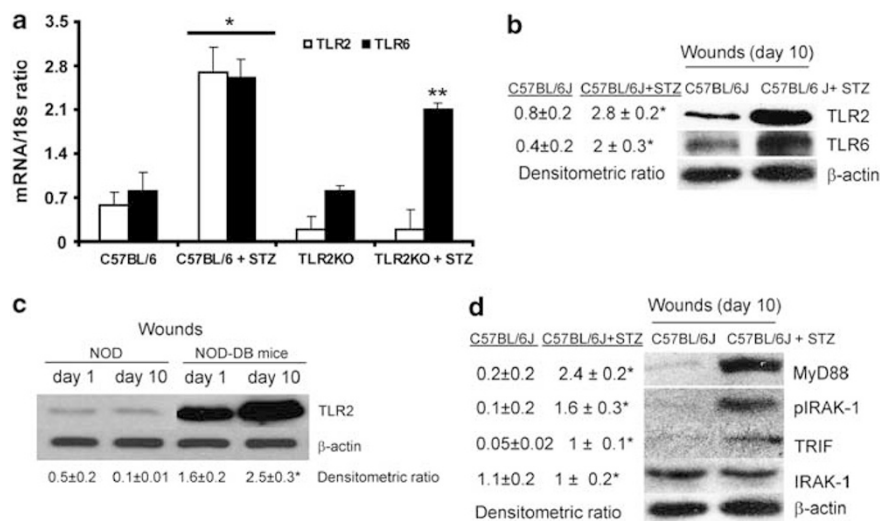 a
3.5
2.8
2.1
1.4
0.7
0
mRNA/18s ratio
*
TLR2 TLR6
**
C57BL/6 C57BL/6 + STZ TLR2KO TLR2KO + STZ
b
Wounds (day 10)
C57BL/6J C57BL/6J+STZ C57BL/6J C57BL/6 J+ STZ
0.8±0.2 2.8 ± 0.2* TLR2
0.4±0.2 2 ± 0.3* TLR6
Densitometric ratio β-actin
c
Wounds
NOD NOD-DB mice
day 1 day 10 day 1 day 10
TLR2
β-actin
0.5±0.2 0.1±0.01 1.6±0.2 2.5±0.3* Densitometric ratio
d
Wounds (day 10)
C57BL/6J C57BL/6J+STZ C57BL/6J C57BL/6J + STZ
0.2±0.2 2.4 ± 0.2* MyD88
0.1±0.2 1.6 ± 0.3* pIRAK-1
0.05±0.02 1 ± 0.1* TRIF
1.1±0.2 1 ± 0.2* IRAK-1
Densitometric ratio β-actin